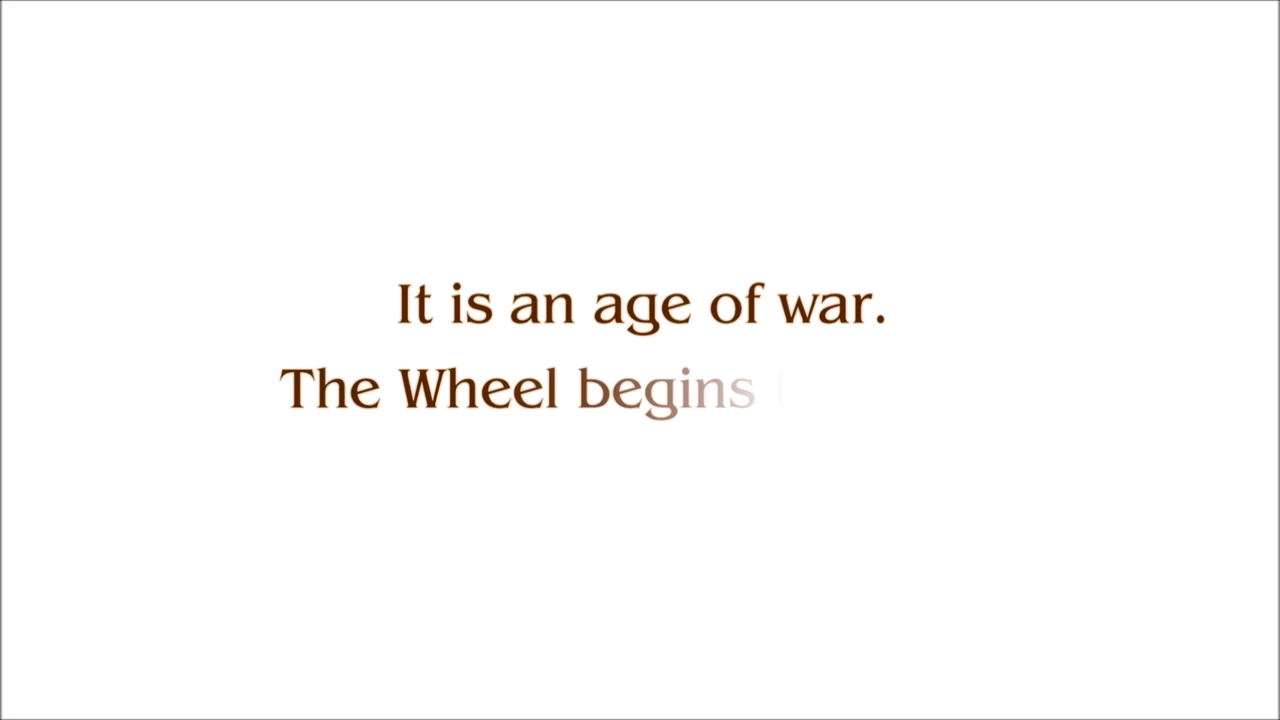 It is an age of war.
The Wheel begins